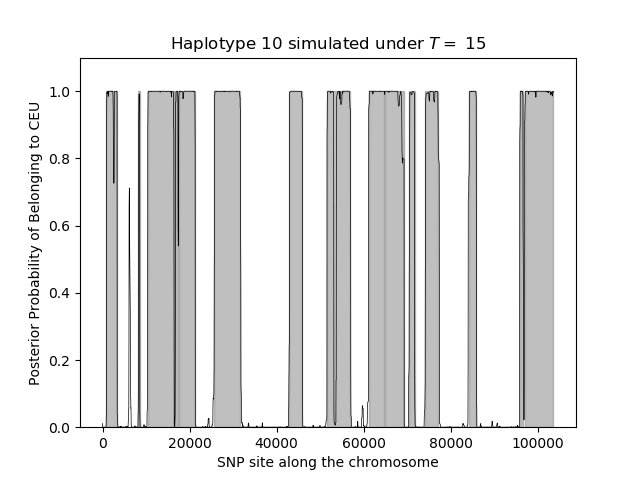 Haplotype 10 simulated under T = 15
Posterior Probability of Belonging to CEU
1.0
0.8
0.6
0.4
0.2
0.0
0 20000 40000 60000 80000 100000
SNP site along the chromosome